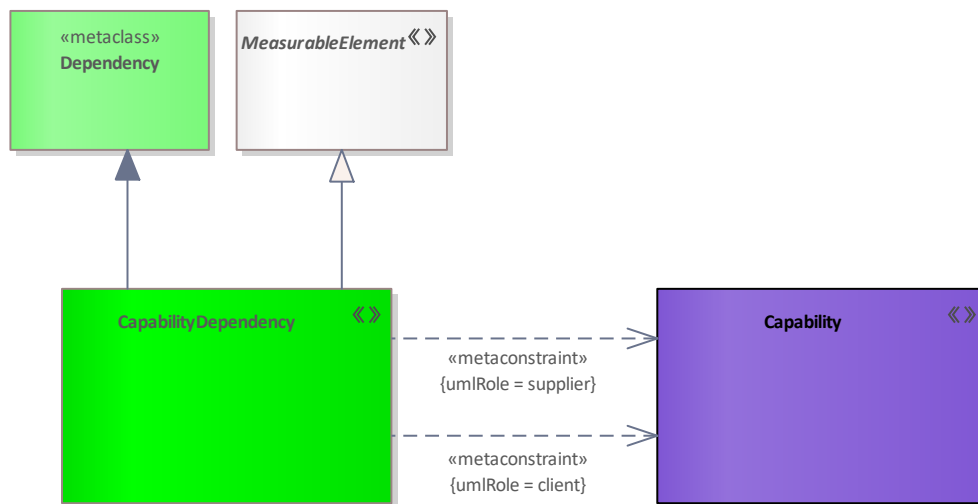 «metaclass»
Dependency
MeasurableElement «»
CapabilityDependency «»
Capability «»
«metaconstraint»
{umlRole = supplier}
«metaconstraint»
{umlRole = client}